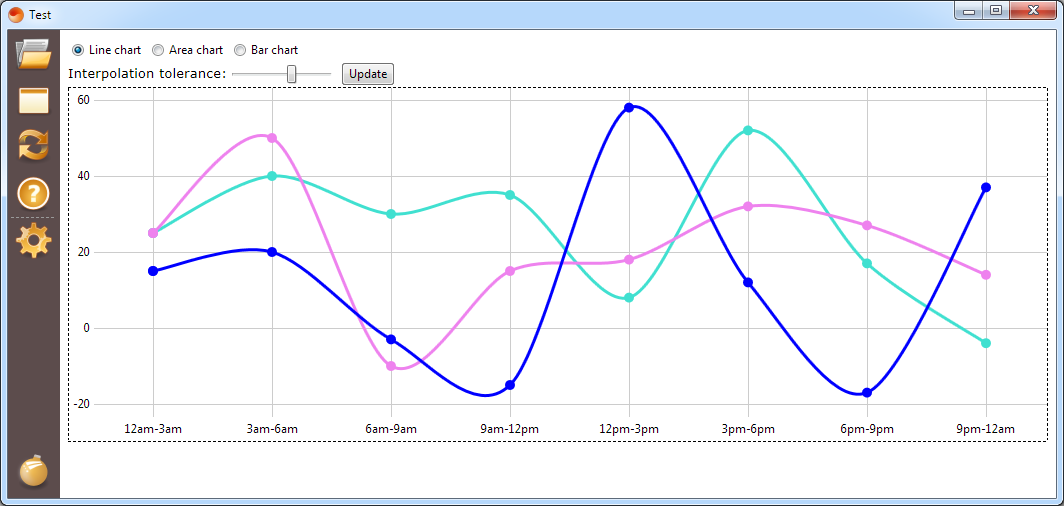 Test
Line chart Area chart Bar chart
Interpolation tolerance: Update
60
40
20
0
-20
12am-3am 3am-6am 6am-9am 9am-12pm 12pm-3pm 3pm-6pm 6pm-9pm 9pm-12am